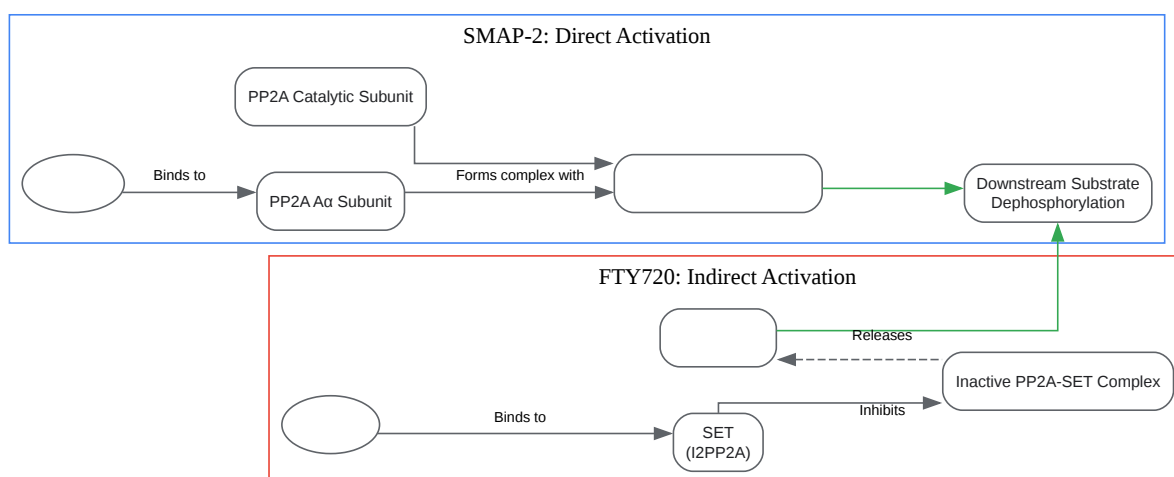 SMAP-2: Direct Activation
PP2A Catalytic Subunit
Binds to
PP2A Aα Subunit
Forms complex with
Downstream Substrate
Dephosphorylation
FTY720: Indirect Activation
Releases
Inactive PP2A-SET Complex
Inhibits
Binds to
SET
(I2PP2A)